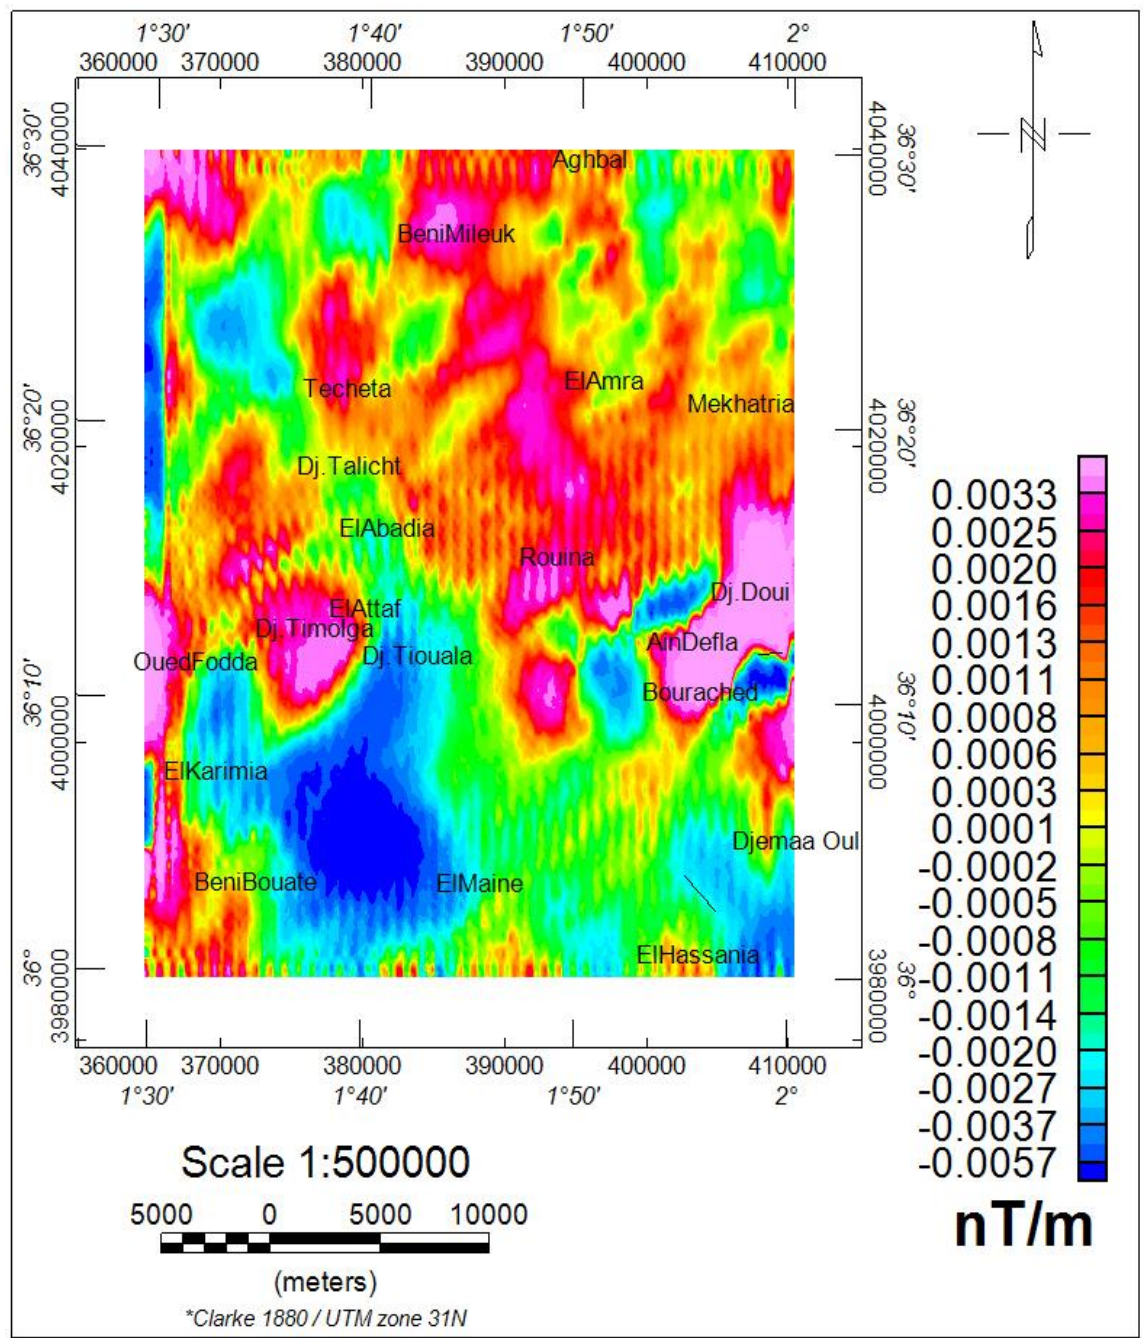 1°30' 1°40' 1°50' 2°
360000 370000 380000 390000 400000 410000
N
36°30' 4040000
4040000 36°30'
Aghbal
BeniMileuk
Techeta
ElAmra
Mekhatria
36°20' 4020000
4020000 36°20'
Dj.Talicht
ElAbadia
Rouina
Dj.Doui
ElAttaf
Dj.Timolga
AinDefla
OuedFodda
Dj.Tiouala
Bourached
36°10' 4000000
4000000 36°10'
ElKarimia
Djemaa Oul
BeniBouate
ElMaine
ElHassania
36° 3980000
3980000 36°
360000 370000 380000 390000 400000 410000
1°30' 1°40' 1°50' 2°
0.0033
0.0025
0.0020
0.0016
0.0013
0.0011
0.0008
0.0006
0.0003
0.0001
-0.0002
-0.0005
-0.0008
-0.0011
-0.0014
-0.0020
-0.0027
-0.0037
-0.0057
nT/m
Scale 1:500000
5000 0 5000 10000
(meters)
*Clarke 1880 / UTM zone 31N